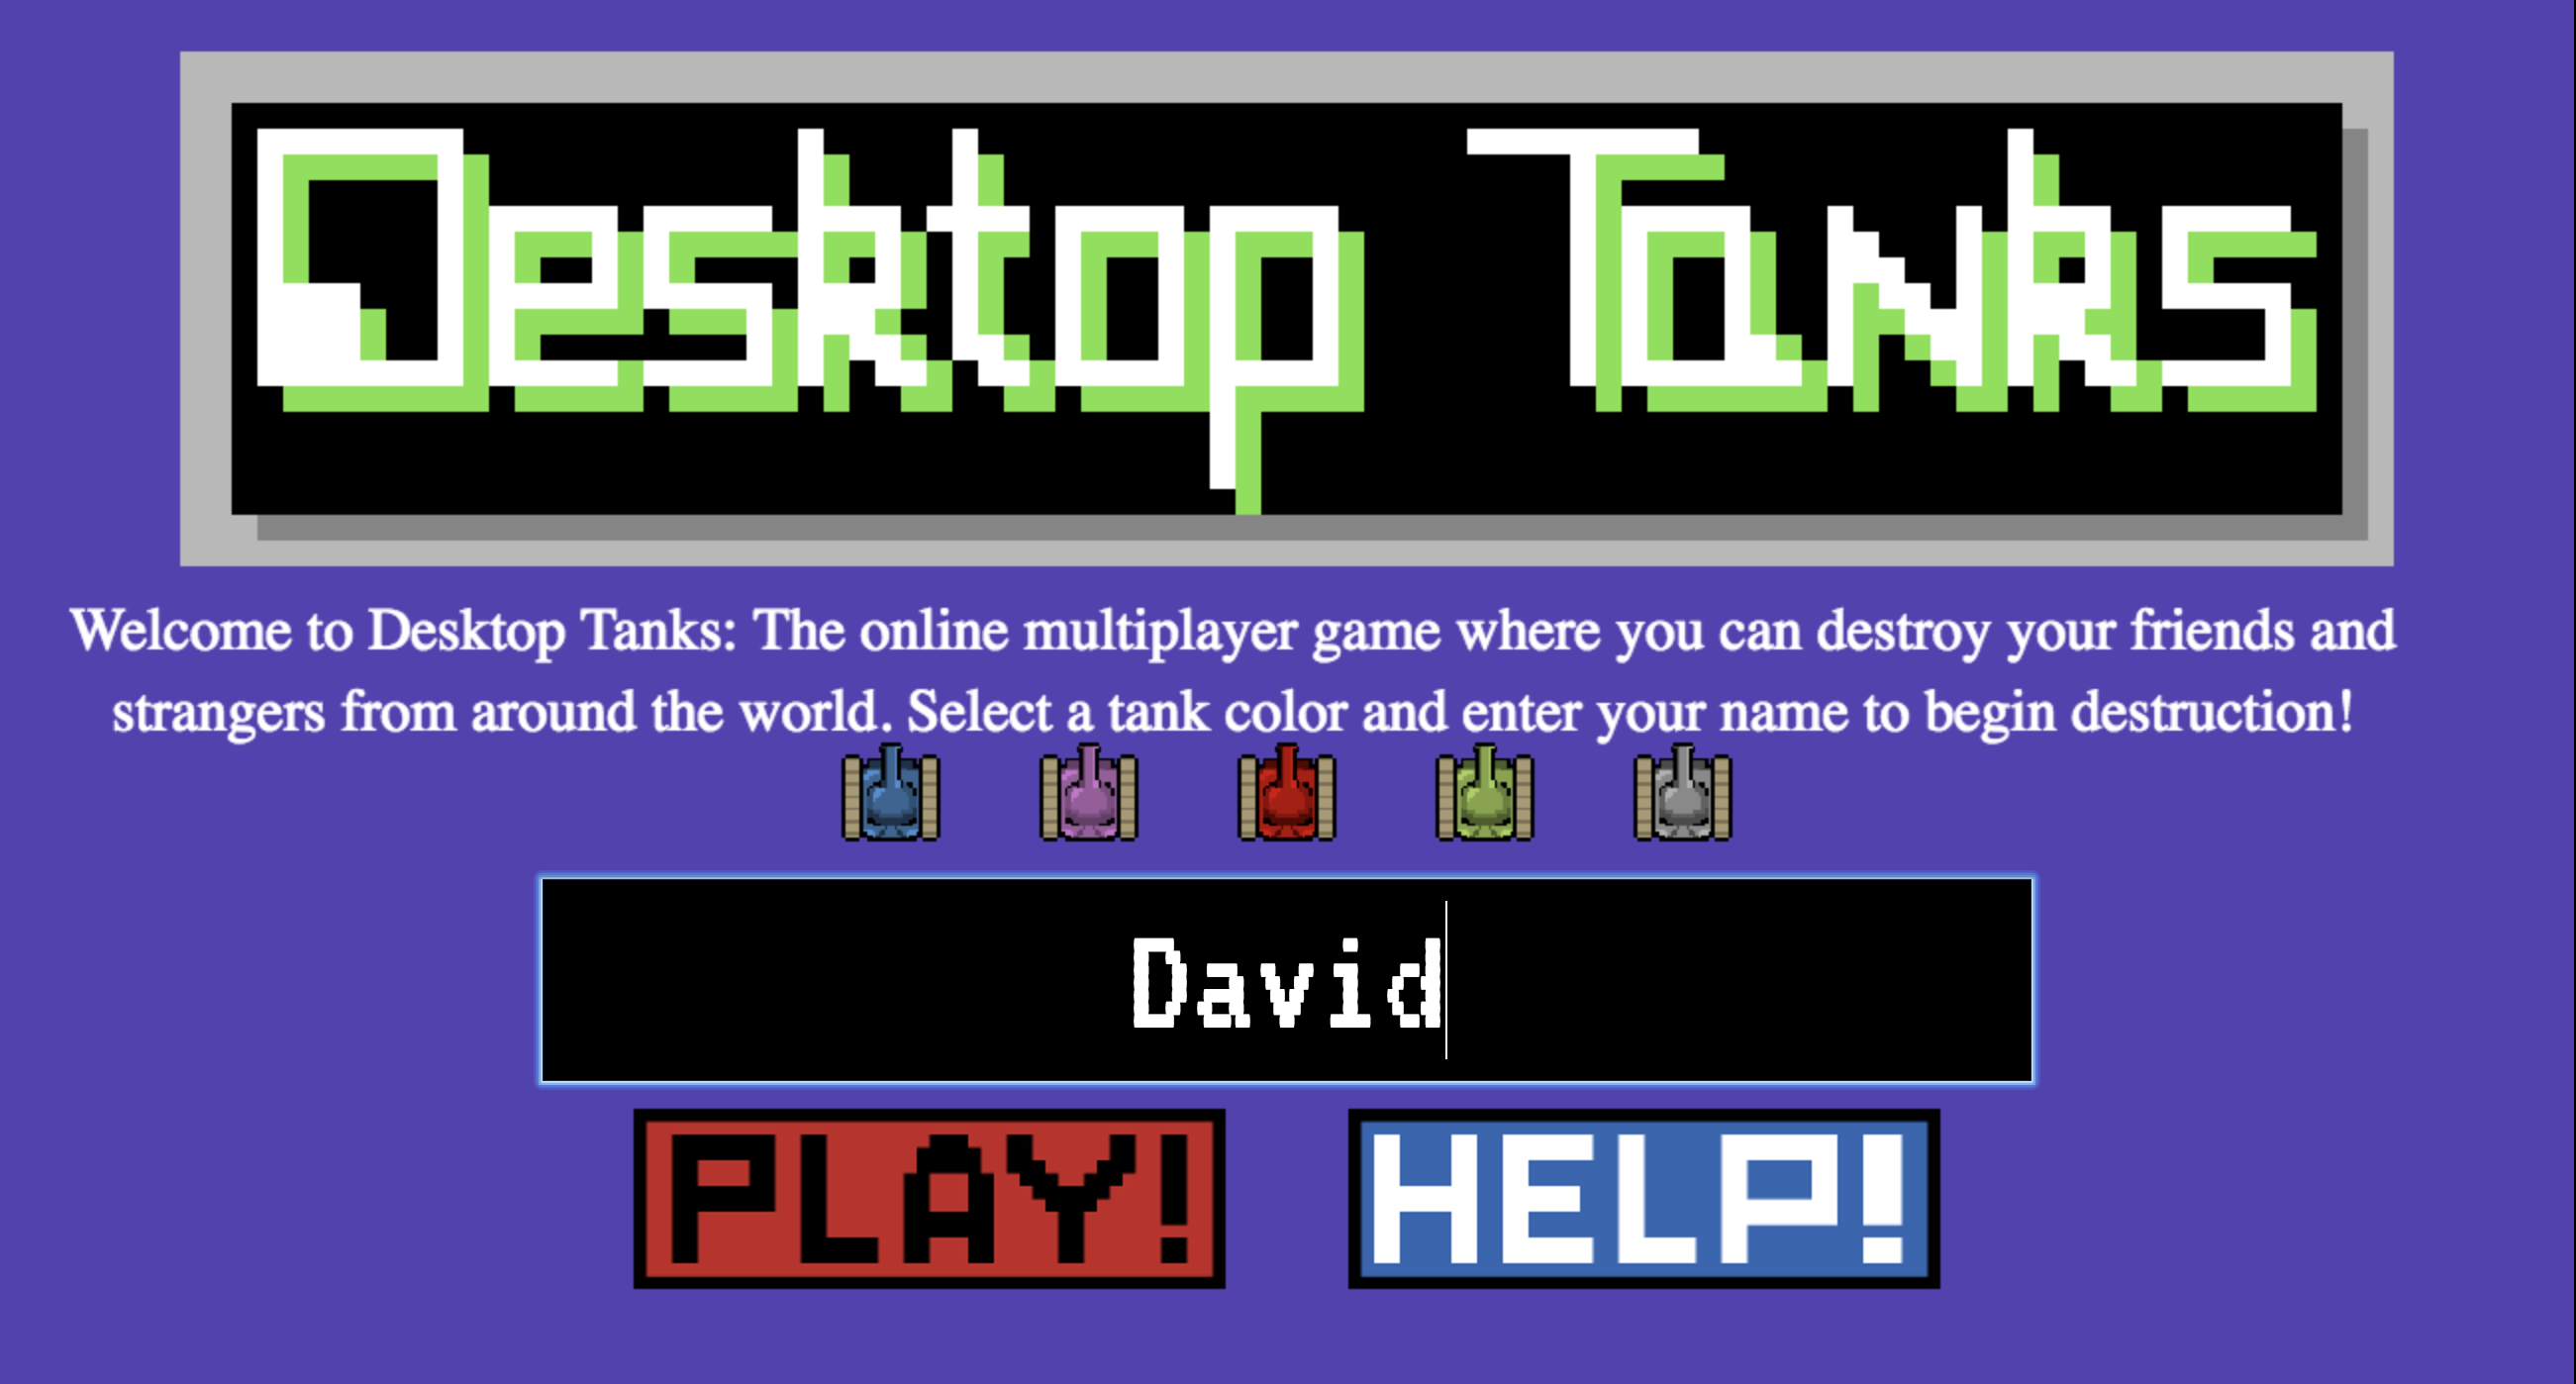 Desktop Tanks
Welcome to Desktop Tanks: The online multiplayer game where you can destroy your friends and
strangers from around the world. Select a tank color and enter your name to begin destruction!
David
PLAY! HELP!